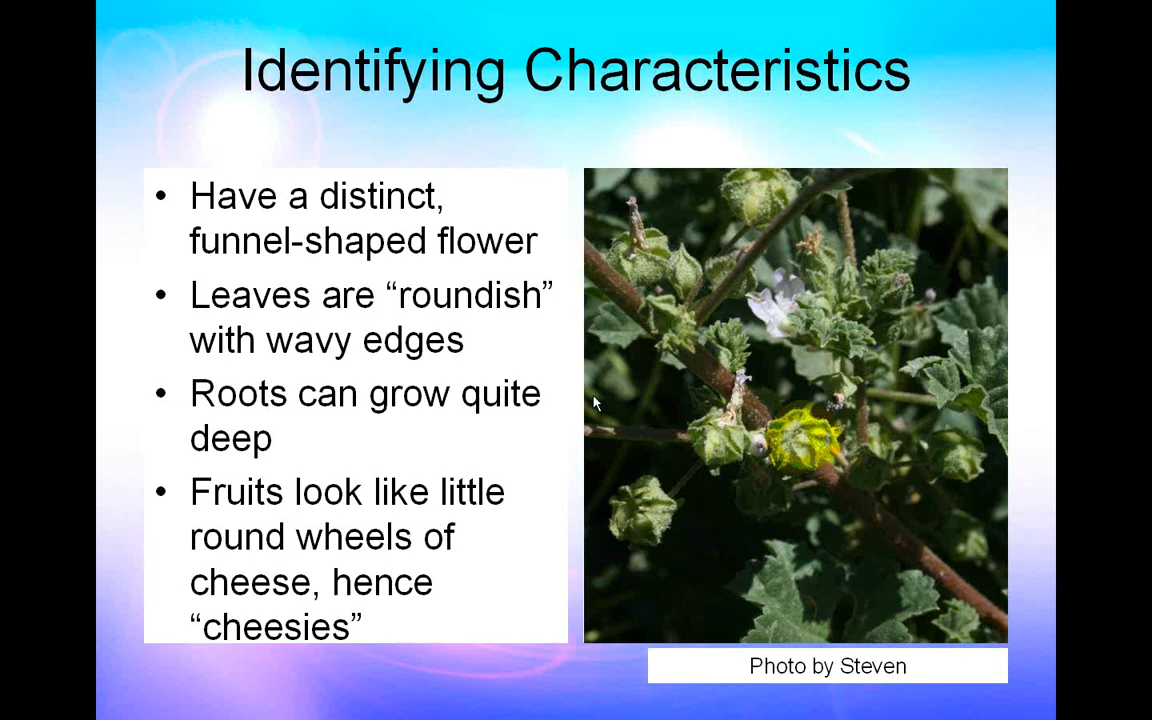 Identifying Characteristics
• Have a distinct,
funnel-shaped flower
• Leaves are “roundish”
with wavy edges
• Roots can grow quite
deep
• Fruits look like little
round wheels of
cheese, hence
“cheesies”
Photo by Steven